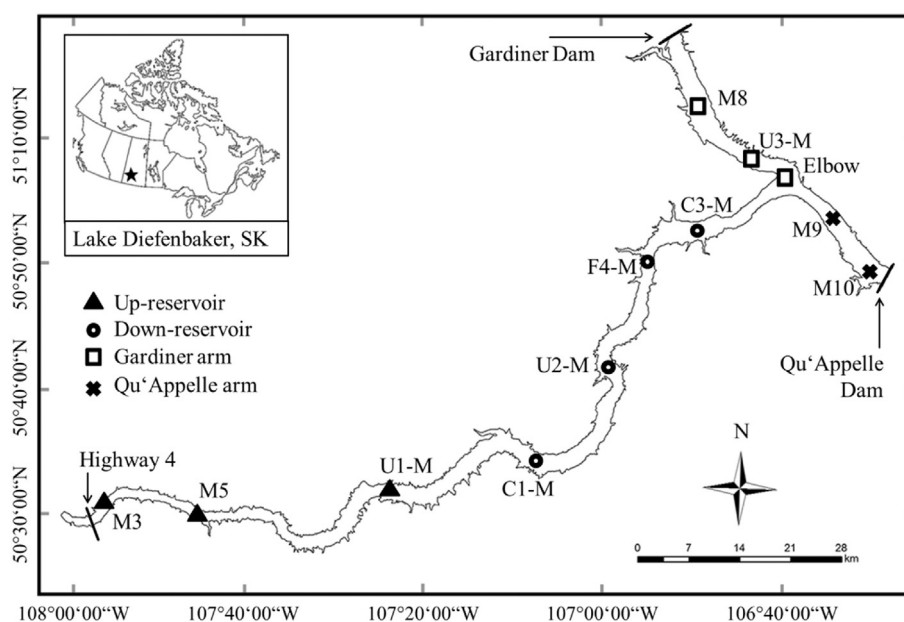 Gardiner Dam
M8
U3-M
Elbow
C3-M
M9
F4-M
M10
Lake Diefenbaker, SK
Up-reservoir
Down-reservoir
Gardiner arm
Qu‘Appelle arm
U2-M
Qu‘Appelle
Dam
Highway 4
U1-M
C1-M
M5
M3
N
0 7 14 21 28
km
51°10‘00“N
50°50‘00“N
50°40‘00“N
50°30‘00“N
108°00‘00“W 107°40‘00“W 107°20‘00“W 107°00‘00“W 106°40‘00“W